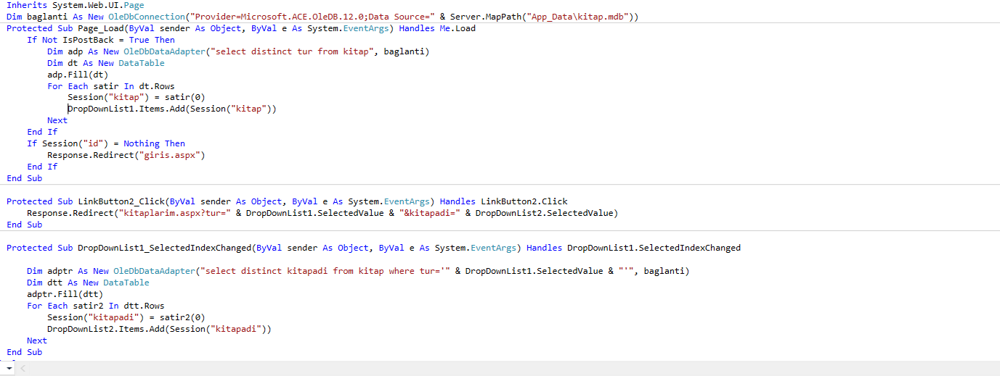 Inherits System.Web.UI.Page
Dim baglanti As New OleDbConnection("Provider=Microsoft.ACE.OleDB.12.0;Data Source=" & Server.MapPath("App_Data\kitap.mdb"))
Protected Sub Page_Load(ByVal sender As Object, ByVal e As System.EventArgs) Handles Me.Load
If Not IsPostBack = True Then
Dim adp As New OleDbDataAdapter("select distinct tur from kitap", baglanti)
Dim dt As New DataTable
adp.Fill(dt)
For Each satir In dt.Rows
Session("kitap") = satir(0)
DropDownList1.Items.Add(Session("kitap"))
Next
End If
If Session("id") = Nothing Then
Response.Redirect("giris.aspx")
End If
End Sub
Protected Sub LinkButton2_Click(ByVal sender As Object, ByVal e As System.EventArgs) Handles LinkButton2.Click
Response.Redirect("kitaplarim.aspx?tur=" & DropDownList1.SelectedValue & "&kitapadi=" & DropDownList2.SelectedValue)
End Sub
Protected Sub DropDownList1_SelectedIndexChanged(ByVal sender As Object, ByVal e As System.EventArgs) Handles DropDownList1.SelectedIndexChanged
Dim adptr As New OleDbDataAdapter("select distinct kitapadi from kitap where tur='" & DropDownList1.SelectedValue & "'", baglanti)
Dim dtt As New DataTable
adptr.Fill(dtt)
For Each satir2 In dtt.Rows
Session("kitapadi") = satir2(0)
DropDownList2.Items.Add(Session("kitapadi"))
Next
End Sub